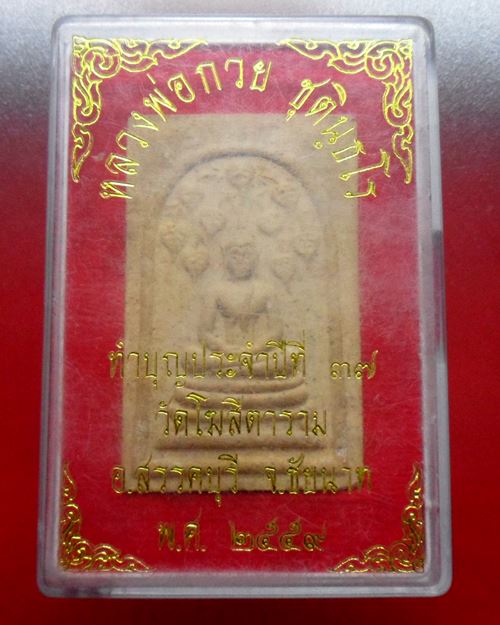 หลวงพ่อกวย ชุตินฺธโร
ทำบุญประจำปีที่ ๓๗
วัดโฆสิตาราม
อ.สรรคบุรี จ.ชัยนาท
พ.ศ. ๒๕๕๙